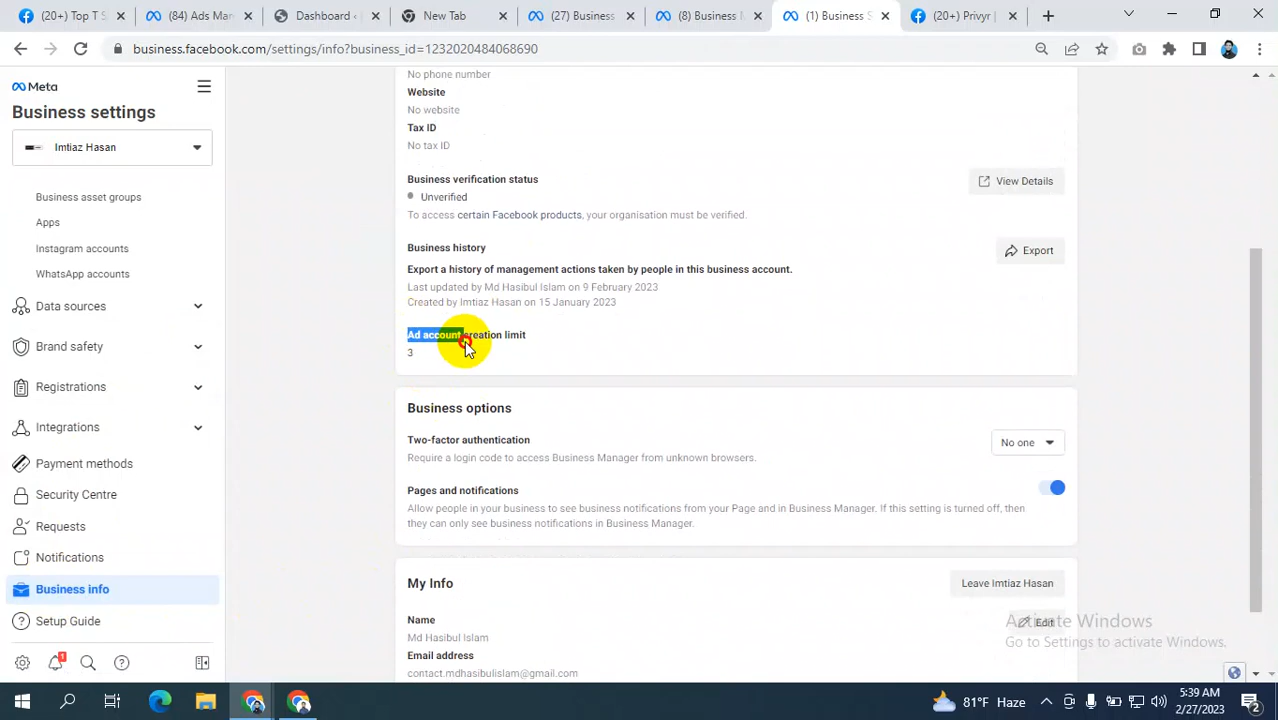 (20+) Top T S
(84) Ads Man
Dashboard ‹
New Tab
(27) Business
(8) Business M
(1) Business S
(20+) Privyr |
business.facebook.com/settings/info?business_id=1232020484068690
Meta
Business settings
Imtiaz Hasan
Business asset groups
Apps
Instagram accounts
WhatsApp accounts
Data sources
Brand safety
Registrations
Integrations
Payment methods
Security Centre
Requests
Notifications
Business info
Setup Guide
1
No phone number
Website
No website
Tax ID
No tax ID
Business verification status
View Details
Unverified
To access certain Facebook products, your organisation must be verified.
Business history
Export
Export a history of management actions taken by people in this business account.
Last updated by Md Hasibul Islam on 9 February 2023
Created by Imtiaz Hasan on 15 January 2023
Ad account creation limit
3
Business options
Two-factor authentication
No one
Require a login code to access Business Manager from unknown browsers.
Pages and notifications
Allow people in your business to see business notifications from your Page and in Business Manager. If this setting is turned off, then
they can only see business notifications in Business Manager.
My Info
Leave Imtiaz Hasan
Name
Edit
Md Hasibul Islam
Email address
contact.mdhasibulislam@gmail.com
Activate Windows
Go to Settings to activate Windows.
81°F Haze
5:39 AM
2/27/2023
2